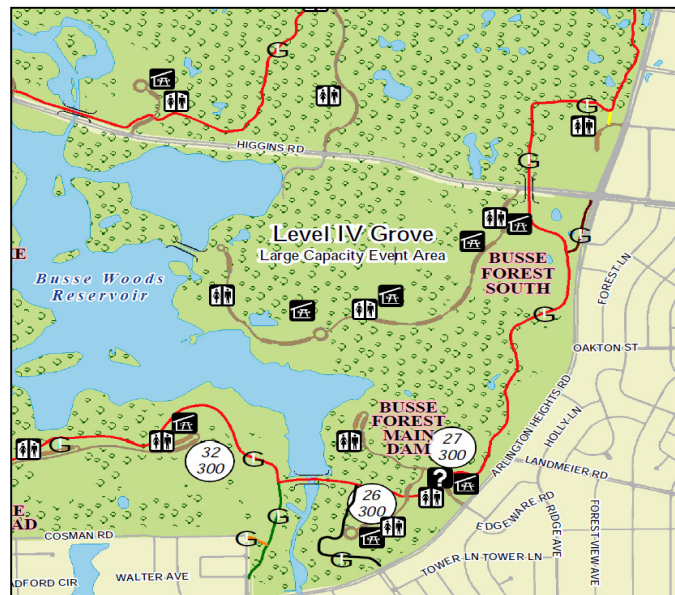 G
G
HIGGINS RD
G
Level IV Grove
Large Capacity Event Area
G
BUSSE
FOREST
SOUTH
FOREST LN
Busse Woods
Reservoir
G
OAKTON ST
ARLINGTON HEIGHTS RD
HOLLY LN
BUSSE
FOREST
MAIN
DAM
27
300
32
300
G
G
LANDMEIER RD
?
26
300
EDGEWARE RD
RIDGE AVE
FOREST VIEW AVE
G
E
AD
COSMAN RD
G
G
TOWER LN TOWER LN
ADFORD CIR
WALTER AVE